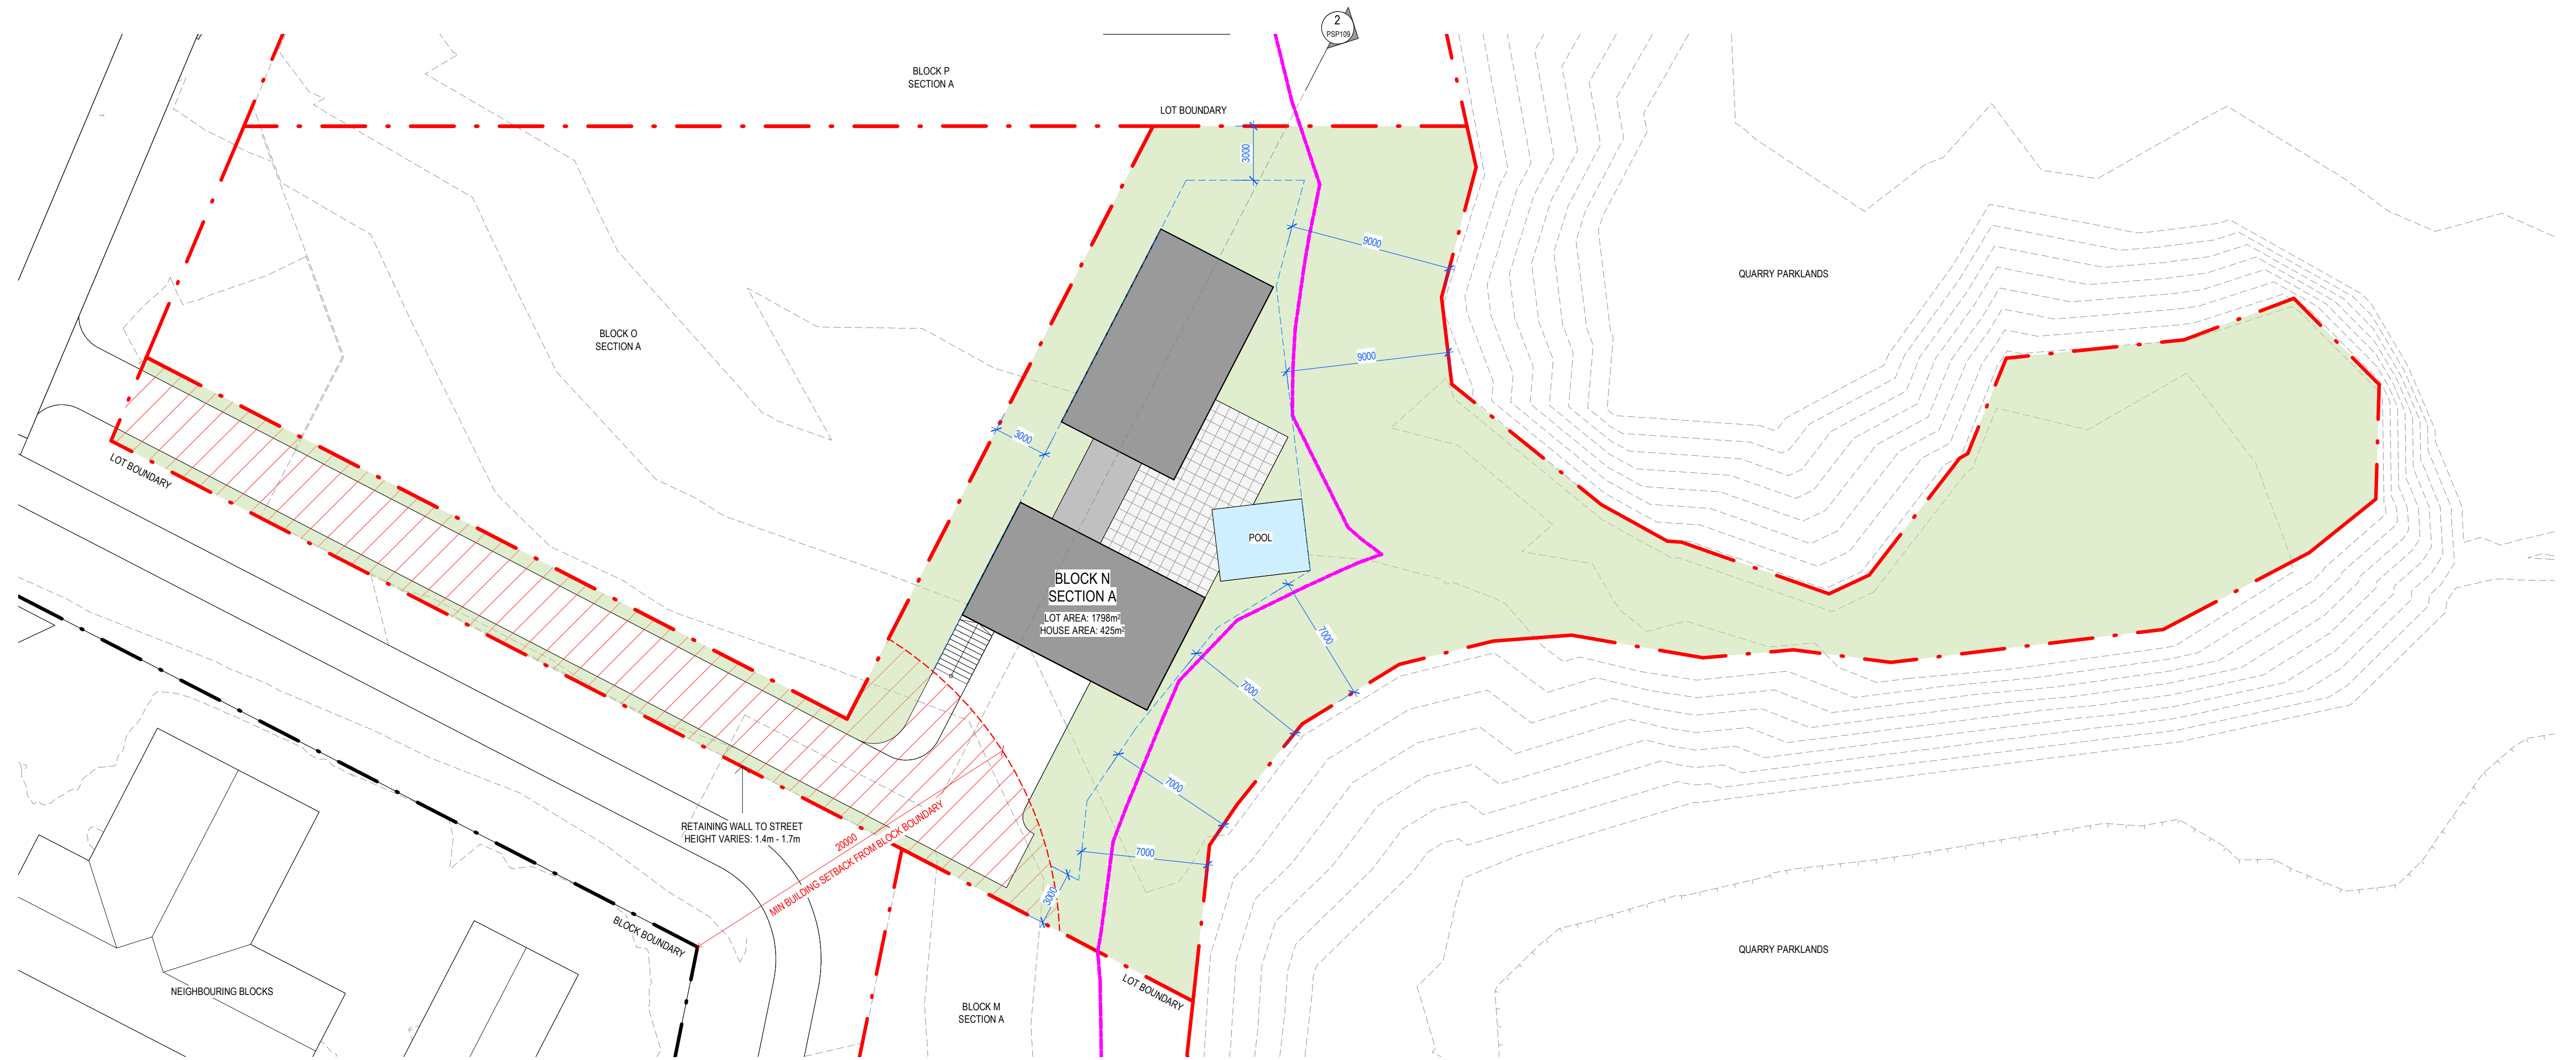 2
PSP109
BLOCK P
SECTION A
LOT BOUNDARY
3000
9000
QUARRY PARKLANDS
BLOCK O
SECTION A
9000
3000
LOT BOUNDARY
POOL
BLOCK N
SECTION A
LOT AREA: 1798m²
HOUSE AREA: 425m²
7000
7000
7000
RETAINING WALL TO STREET
HEIGHT VARIES: 1.4m - 1.7m
20000
MIN BUILDING SETBACK FROM BLOCK BOUNDARY
7000
3000
BLOCK BOUNDARY
QUARRY PARKLANDS
NEIGHBOURING BLOCKS
LOT BOUNDARY
BLOCK M
SECTION A